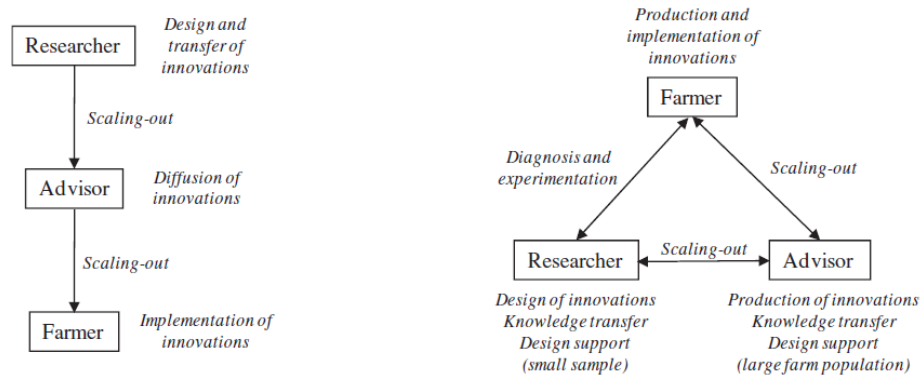 Researcher
Design and
transfer of
innovations
Scaling-out
Advisor
Diffusion of
innovations
Scaling-out
Farmer
Implementation of
innovations
Production and
implementation of
innovations
Farmer
Diagnosis and
experimentation
Scaling-out
Researcher
Scaling-out
Advisor
Design of innovations
Knowledge transfer
Design support
(small sample)
Production of innovations
Knowledge transfer
Design support
(large farm population)